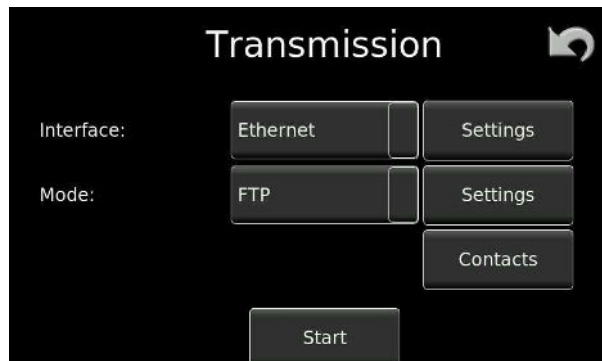 Transmission
Interface: Ethernet Settings
Mode: FTP Settings
Contacts
Start